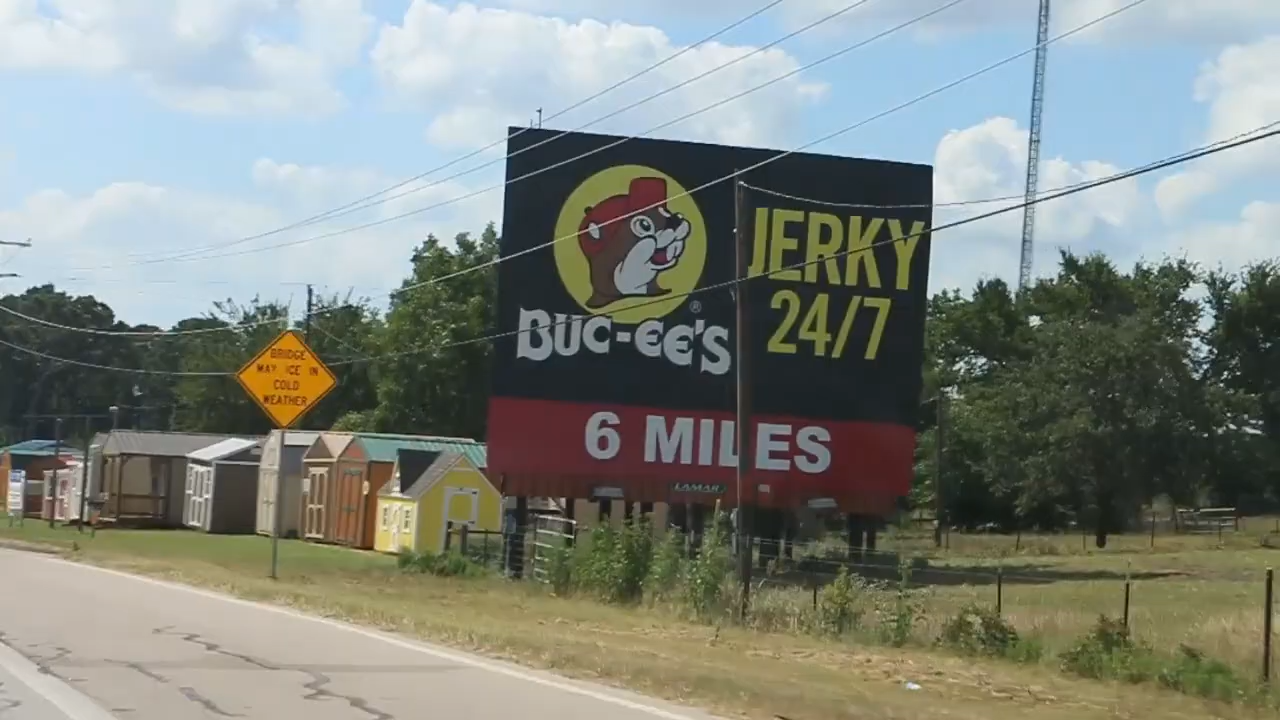 BRIDGE
MAY ICE IN
COLD
WEATHER
BUC-EE'S®
JERKY
24/7
6 MILES
LAMAR